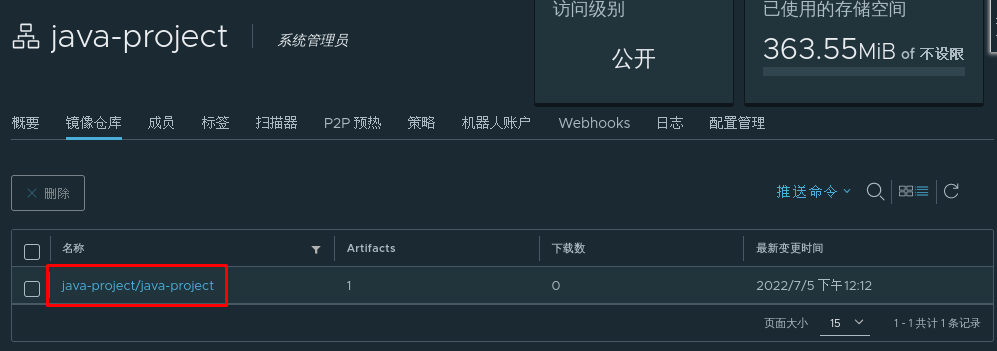 java-project
系统管理员
访问级别
公开
已使用的存储空间
363.55MiB of 不设限
概要 镜像仓库 成员 标签 扫描器 P2P 预热 策略 机器人账户 Webhooks 日志 配置管理
× 删除
推送命令
名称 Artifacts 下载数 最新变更时间
java-project/java-project 1 0 2022/7/5 下午12:12
页面大小 15 1 - 1 共计 1 条记录